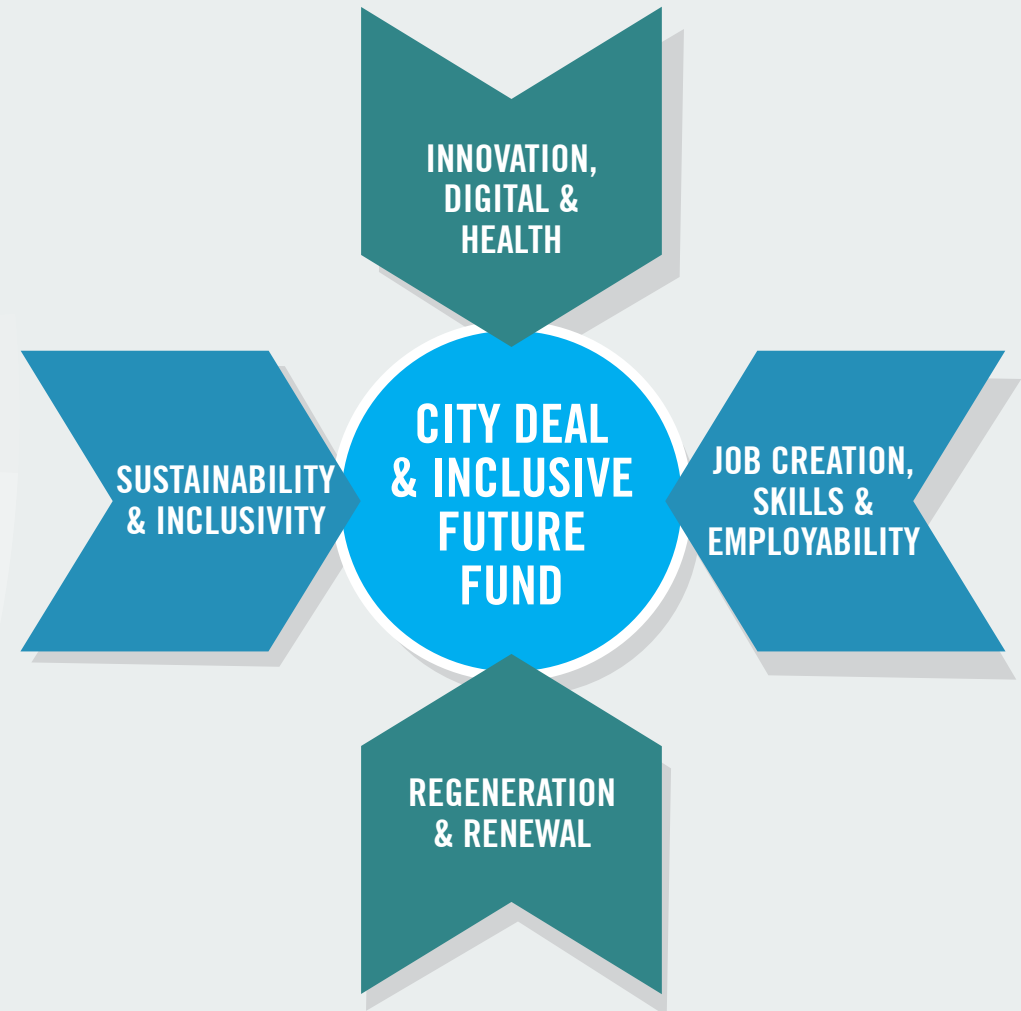 INNOVATION,
DIGITAL &
HEALTH
SUSTAINABILITY
& INCLUSIVITY
CITY DEAL
& INCLUSIVE
FUTURE
FUND
JOB CREATION,
SKILLS &
EMPLOYABILITY
REGENERATION
& RENEWAL